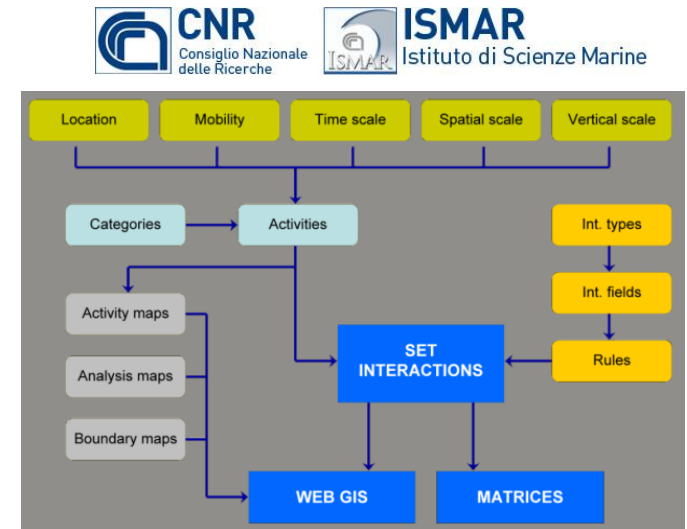 CNR
Consiglio Nazionale
delle Ricerche
ISMAR
ISMAR
Istituto di Scienze Marine
Location
Mobility
Time scale
Spatial scale
Vertical scale
Categories
Activities
Int. types
Activity maps
Int. fields
SET
INTERACTIONS
Rules
Analysis maps
Boundary maps
WEB GIS
MATRICES